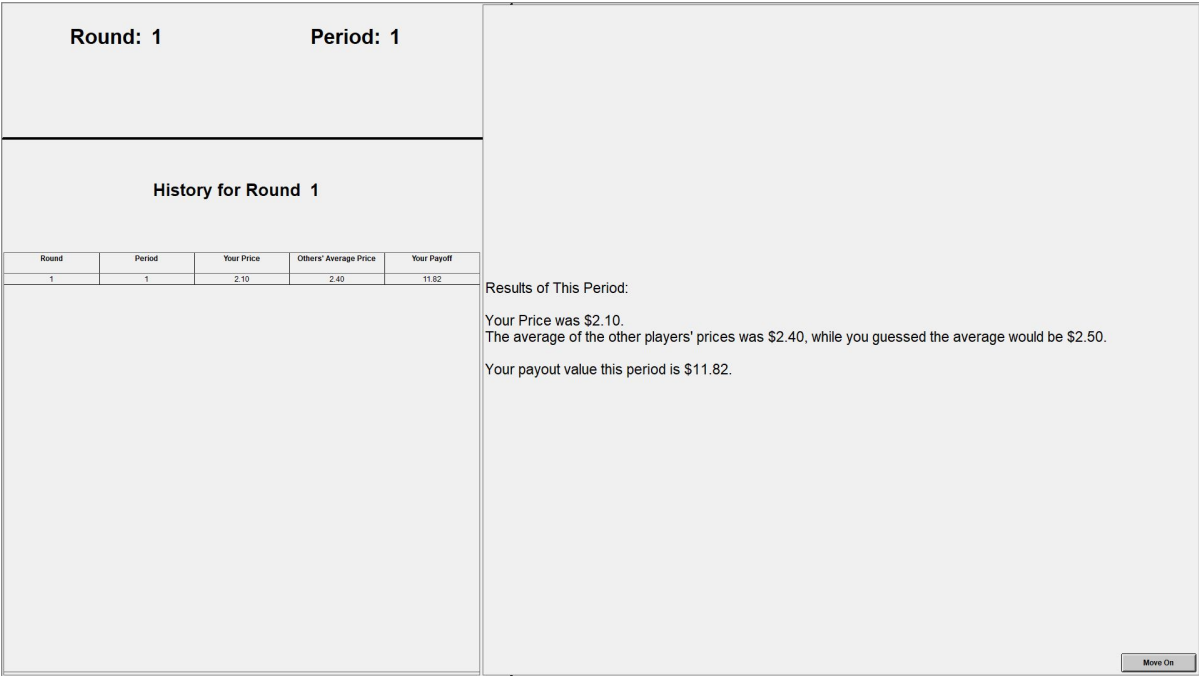 Round: 1 Period: 1
History for Round 1
Round Period Your Price Others' Average Price Your Payoff
1 1 2.10 2.40 11.82
Results of This Period:
Your Price was $2.10.
The average of the other players' prices was $2.40, while you guessed the average would be $2.50.
Your payout value this period is $11.82.
Move On